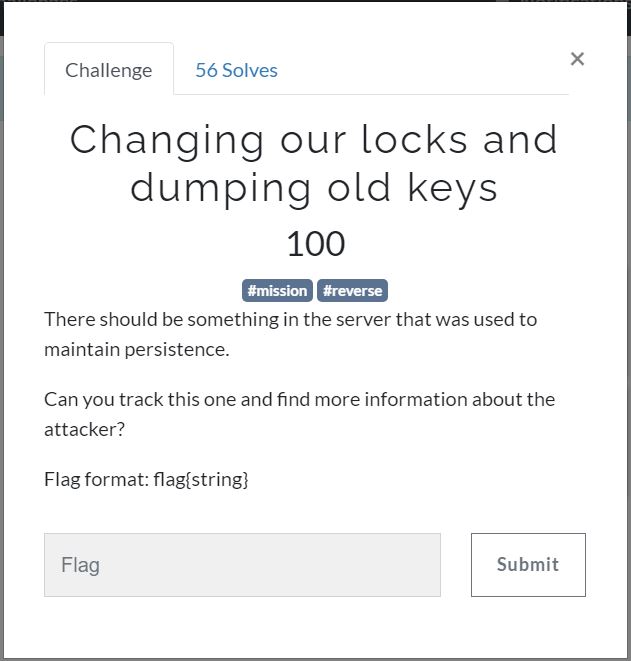 Challenge
56 Solves
×
Changing our locks and
dumping old keys
100
#mission #reverse
There should be something in the server that was used to
maintain persistence.
Can you track this one and find more information about the
attacker?
Flag format: flag{string}
Flag
Submit